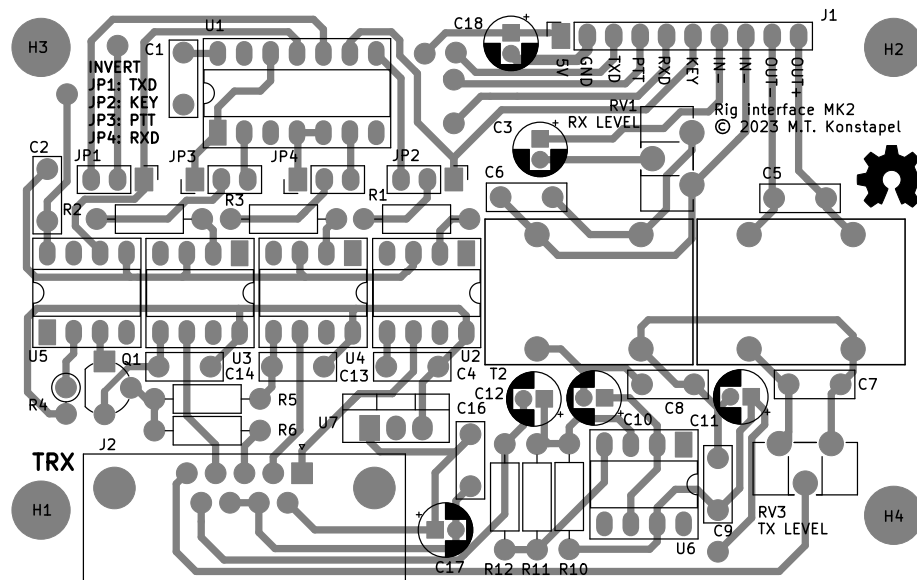 C18
J1
U1
H3
C1
H2
5V
GND
TXD
PTT
RXD
KEY
IN-
IN-
OUT-
OUT+
INVERT
JP1: TXD
JP2: KEY
JP3: PTT
JP4: RXD
RV1
RX LEVEL
Rig interface MK2
© 2023 M.T. Konstapel
C3
C2
JP1
JP3
JP4
JP2
C6
C5
R2
R3
R1
U5
Q1
U3
C14
U4
C13
U2
C4
T2
C12
C8
C7
C11
R4
R5
R6
U7
C16
C10
J2
TRX
H1
H4
RV3
TX LEVEL
C9
U6
C17
R12
R11
R10